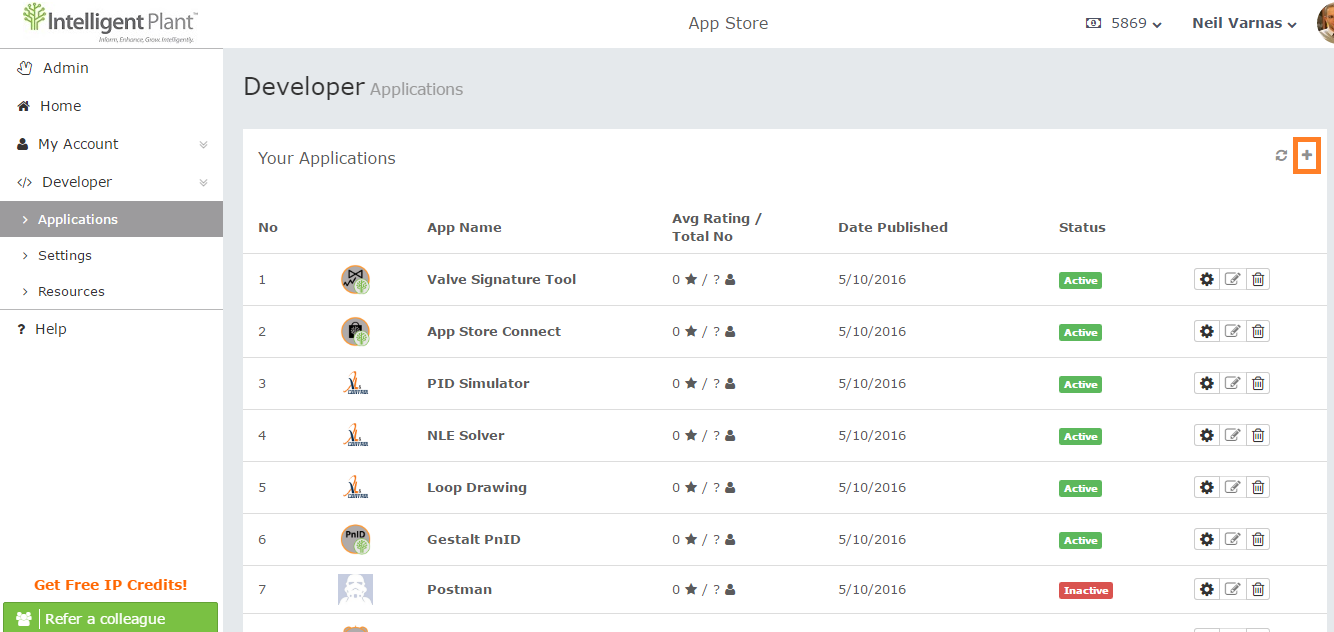 Intelligent Plant™
Inform, Enhance, Grow. Intelligently.
App Store
5869
Neil Varnas
Admin
Home
My Account
</> Developer
Applications
Settings
Resources
? Help
Get Free IP Credits!
Refer a colleague
Developer Applications
Your Applications
No App Name Avg Rating / Total No Date Published Status
1 Valve Signature Tool 0 / ? 5/10/2016 Active
2 App Store Connect 0 / ? 5/10/2016 Active
3 PID Simulator 0 / ? 5/10/2016 Active
4 NLE Solver 0 / ? 5/10/2016 Active
5 Loop Drawing 0 / ? 5/10/2016 Active
6 PnID Gestalt PnID 0 / ? 5/10/2016 Active
7 Postman 0 / ? 5/10/2016 Inactive